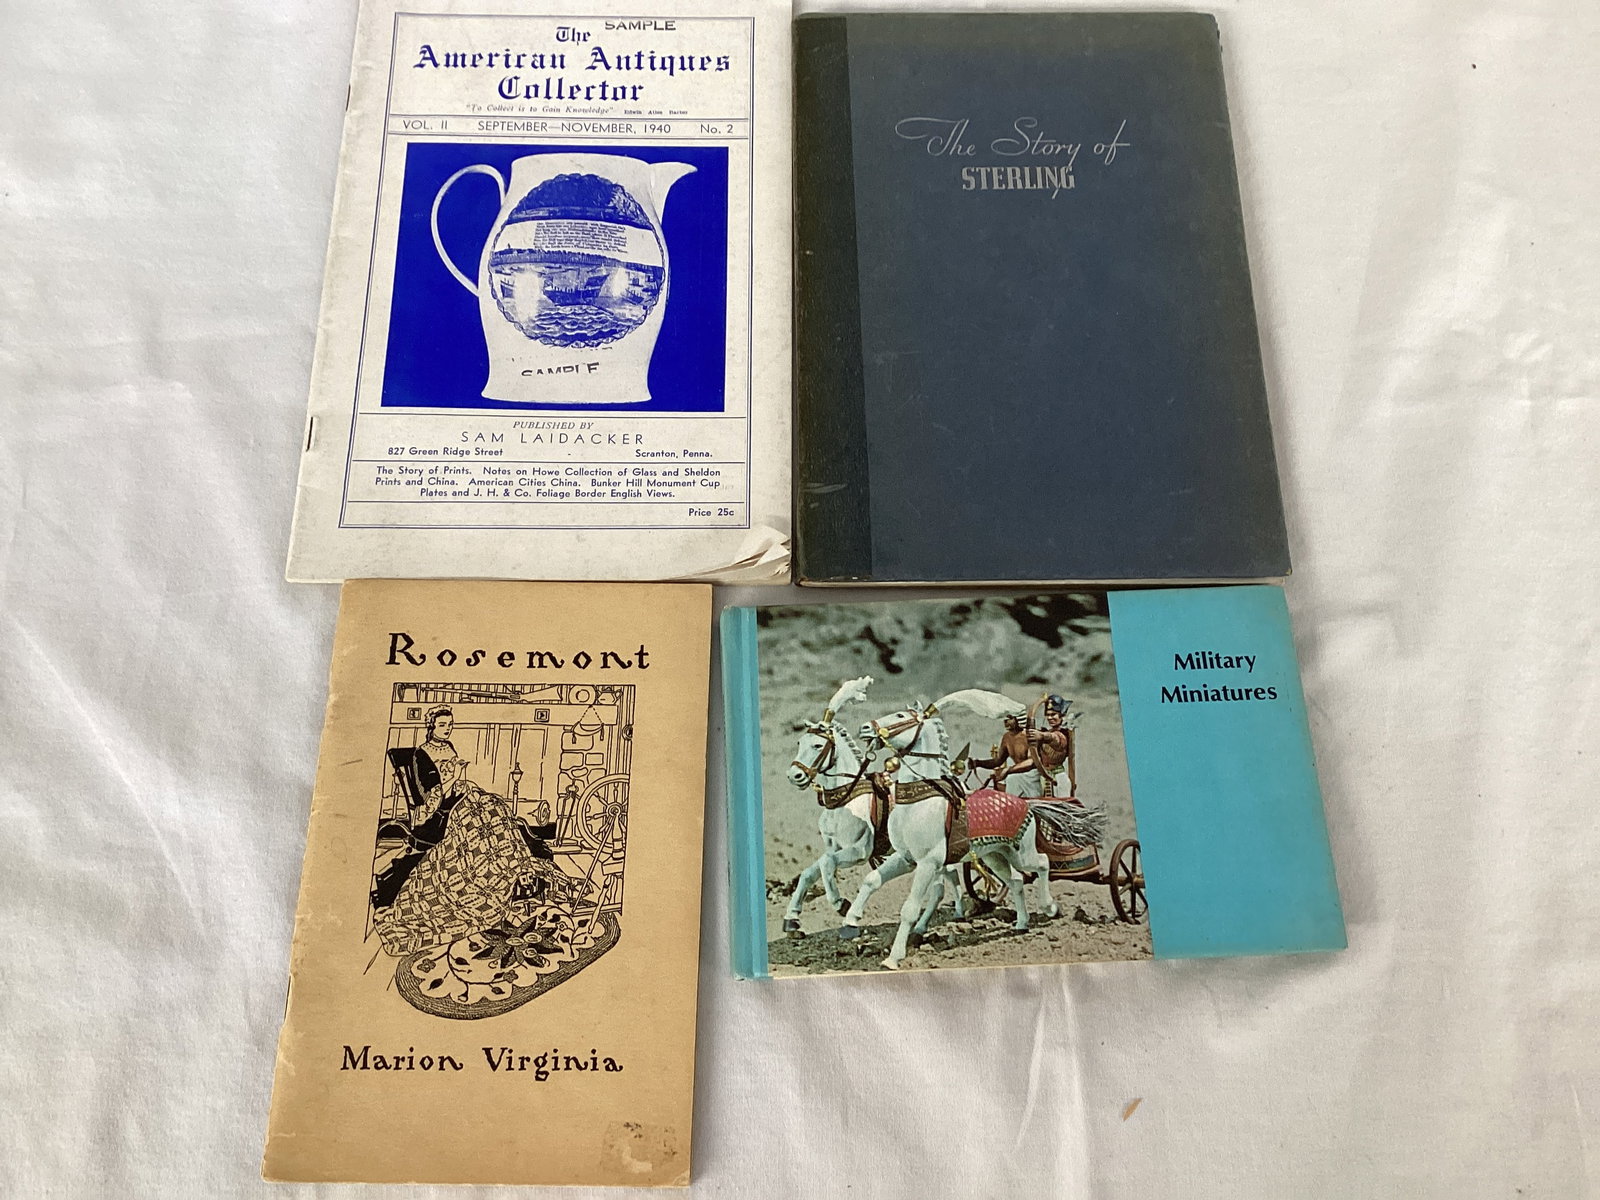 SAMPLE
The
American Antiques
Collector
"To Collect is to Gain Knowledge" Edwin Atlee Barber
VOL. II SEPTEMBER—NOVEMBER, 1940 No. 2
PUBLISHED BY
SAM LAIDACKER
827 Green Ridge Street - Scranton, Penna.
The Story of Prints. Notes on Howe Collection of Glass and Sheldon
Prints and China. American Cities China. Bunker Hill Monument Cup
Plates and J. H. & Co. Foliage Border English Views.
Price 25c
The Story of
STERLING
Rosemont
Marion Virginia
Military
Miniatures